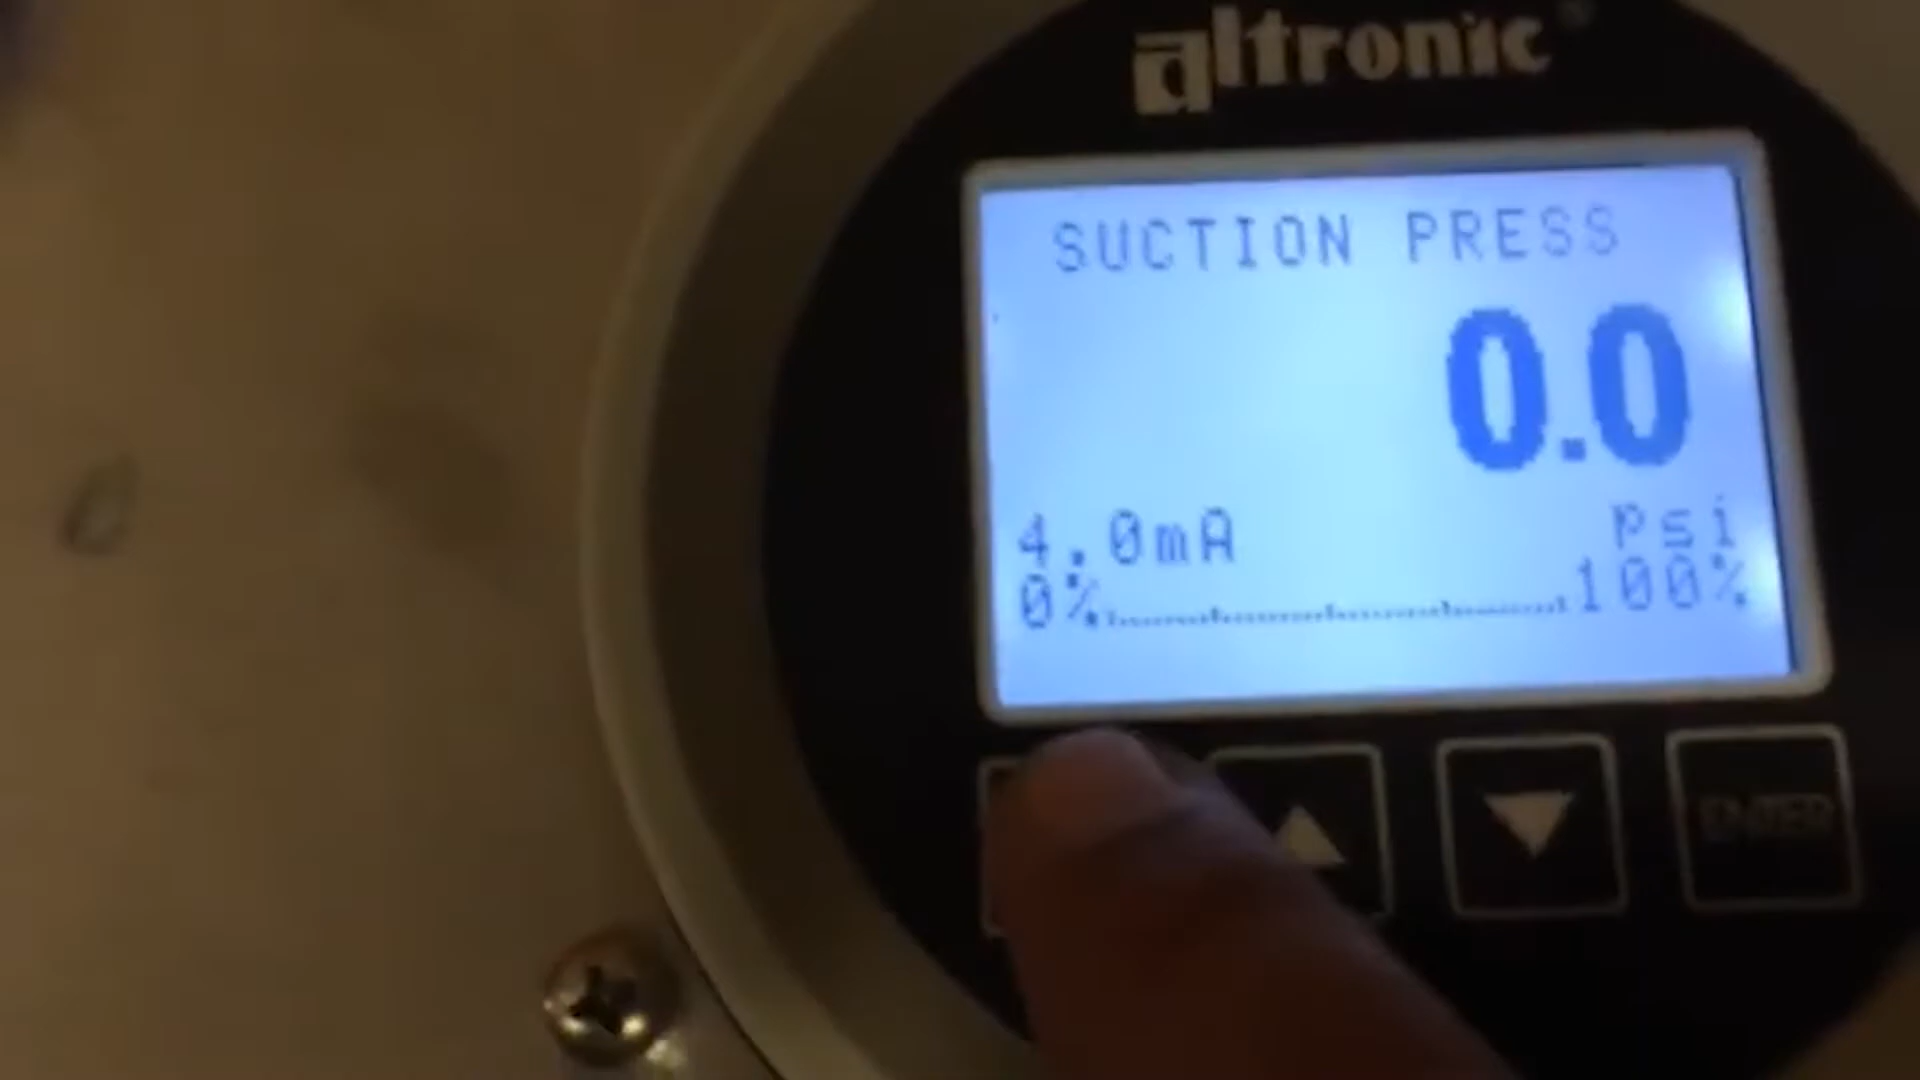 altronic
SUCTION PRESS
0.0
4.0mA psi
0% 100%
ENTER